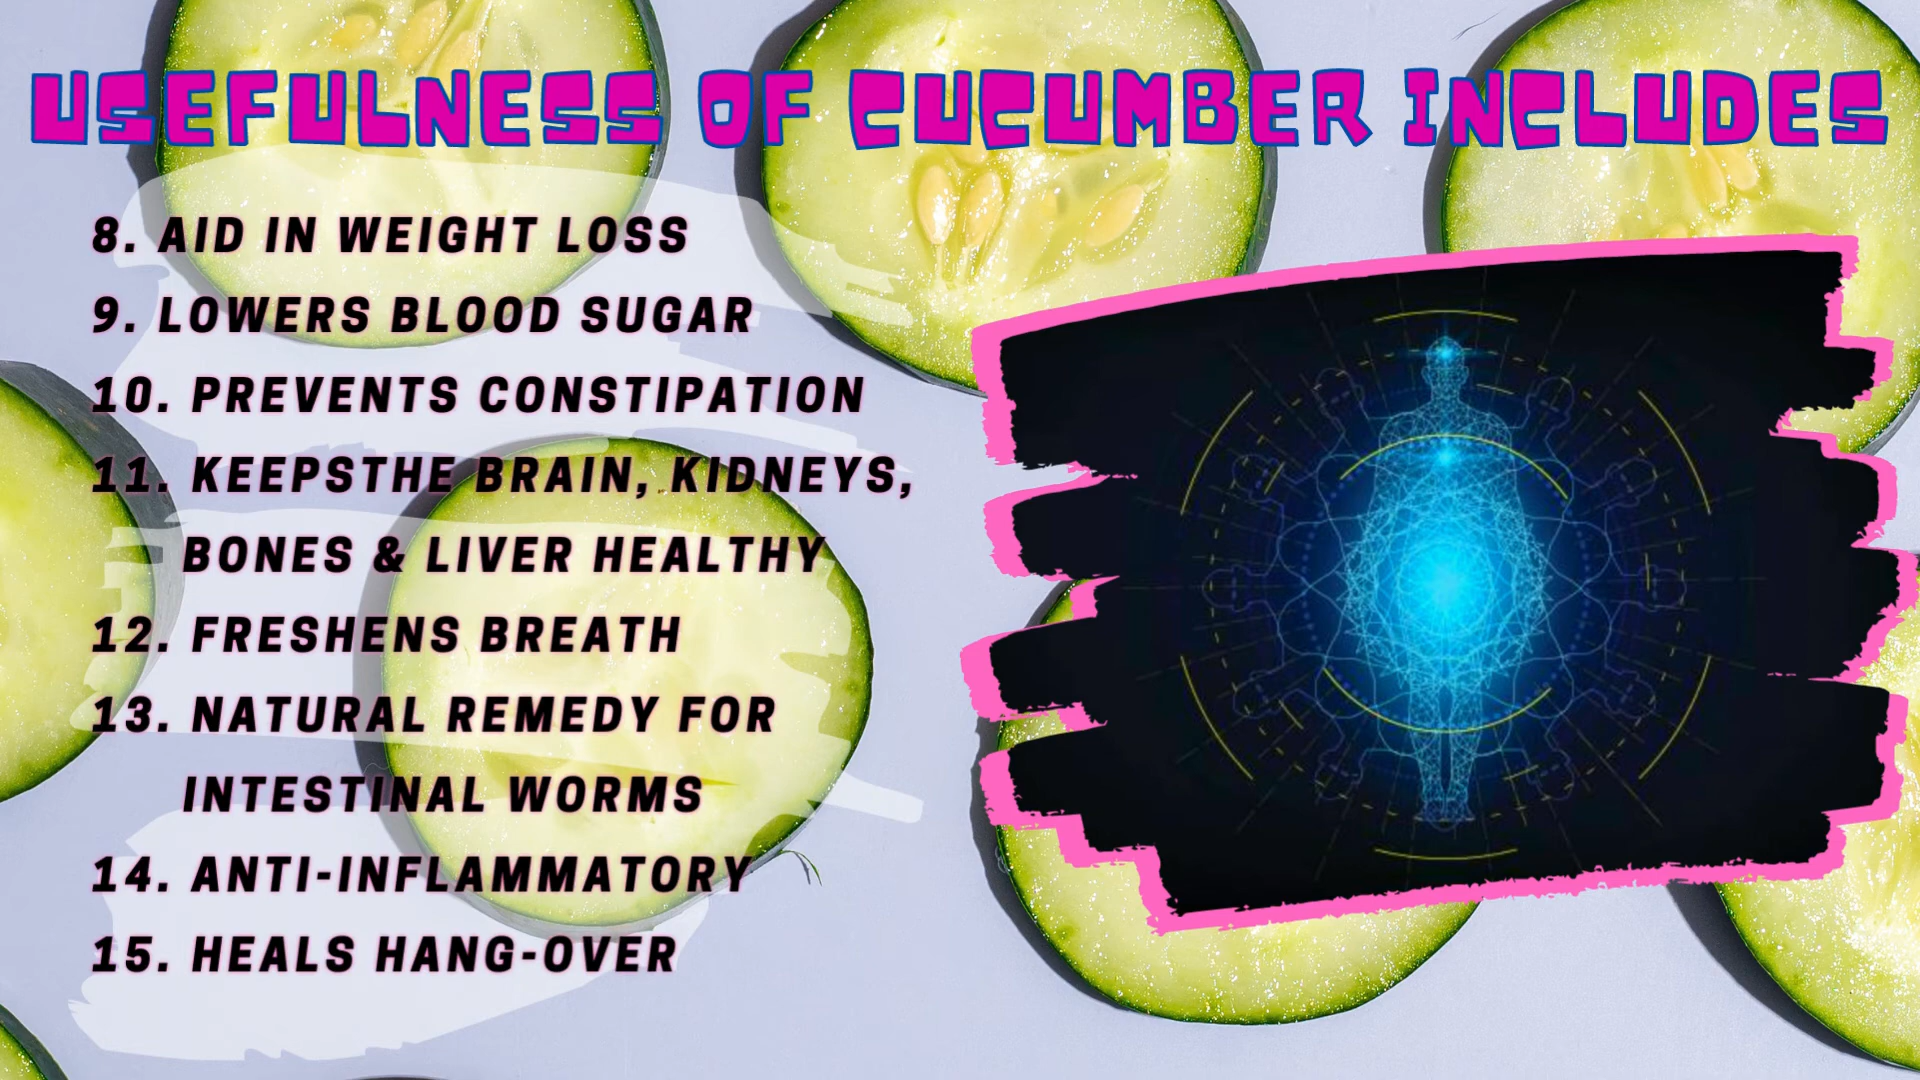 USEFULNESS OF CUCUMBER INCLUDES
8. AID IN WEIGHT LOSS
9. LOWERS BLOOD SUGAR
10. PREVENTS CONSTIPATION
11. KEEPSTHE BRAIN, KIDNEYS,
BONES & LIVER HEALTHY
12. FRESHENS BREATH
13. NATURAL REMEDY FOR
INTESTINAL WORMS
14. ANTI-INFLAMMATORY
15. HEALS HANG-OVER